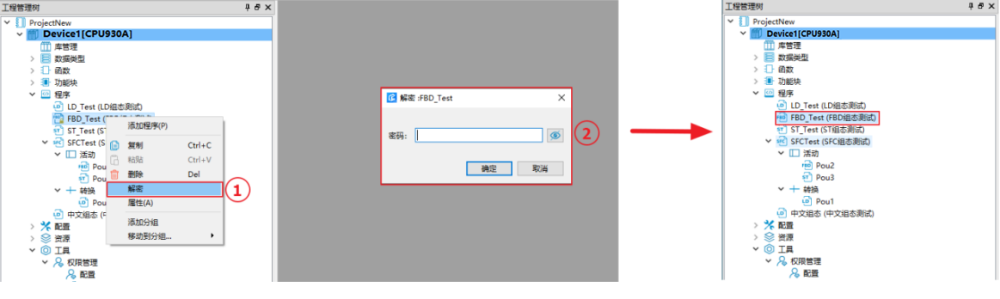 工程管理树
ProjectNew
Device1[CPU930A]
库管理
数据类型
函数
功能块
程序
LD_Test (LD组态测试)
FBD_Test (
ST_Test (S
SFCTest (S
活动
Pou
Pou
转换
Pou
中文组态 (
配置
资源
工具
权限管理
配置
添加程序(P)
复制 Ctrl+C
粘贴 Ctrl+V
删除 Del
解密
属性(A)
添加分组
移动到分组...
1
解密 :FBD_Test
密码:
2
确定 取消
工程管理树
ProjectNew
Device1[CPU930A]
库管理
数据类型
函数
功能块
程序
LD_Test (LD组态测试)
FBD_Test (FBD组态测试)
ST_Test (ST组态测试)
SFCTest (SFC组态测试)
活动
Pou2
Pou3
转换
Pou1
中文组态 (中文组态测试)
配置
资源
工具
权限管理
配置